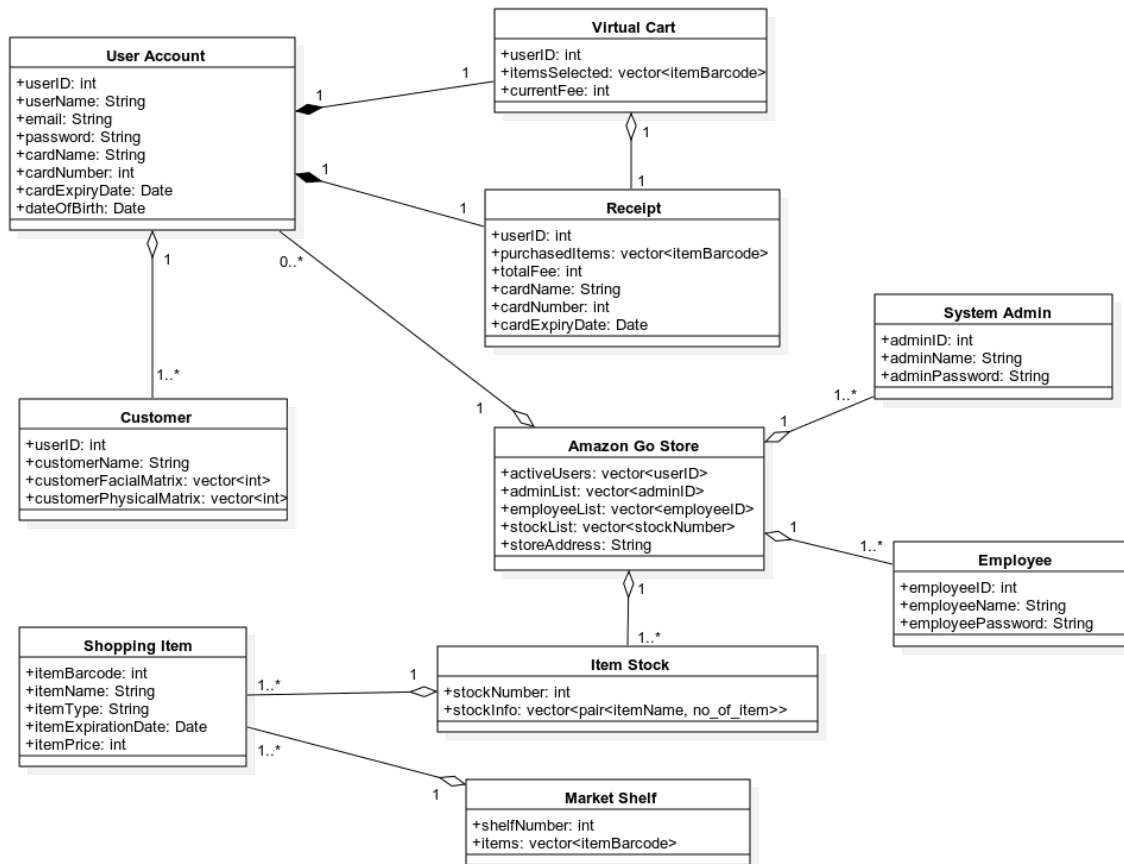 Virtual Cart
+userID: int
+itemsSelected: vector<itemBarcode>
+currentFee: int
User Account
+userID: int
+userName: String
+email: String
+password: String
+cardName: String
+cardNumber: int
+cardExpiryDate: Date
+dateOfBirth: Date
1
1
1
1
1
1
Receipt
+userID: int
+purchasedItems: vector<itemBarcode>
+totalFee: int
+cardName: String
+cardNumber: int
+cardExpiryDate: Date
1
0..*
1..*
1
System Admin
+adminID: int
+adminName: String
+adminPassword: String
1..*
1
Customer
+userID: int
+customerName: String
+customerFacialMatrix: vector<int>
+customerPhysicalMatrix: vector<int>
Amazon Go Store
+activeUsers: vector<userID>
+adminList: vector<adminID>
+employeeList: vector<employeeID>
+stockList: vector<stockNumber>
+storeAddress: String
1
1..*
Employee
+employeeID: int
+employeeName: String
+employeePassword: String
1
1..*
Shopping Item
+itemBarcode: int
+itemName: String
+itemType: String
+itemExpirationDate: Date
+itemPrice: int
1..*
1
Item Stock
+stockNumber: int
+stockInfo: vector<pair<itemName, no_of_item>>
1..*
1
Market Shelf
+shelfNumber: int
+items: vector<itemBarcode>